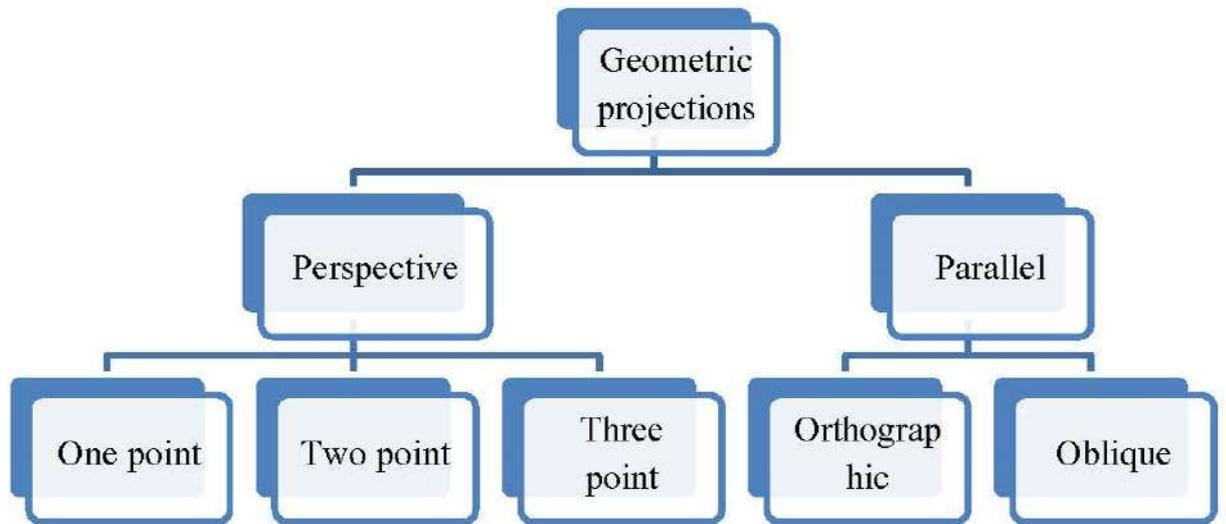 Geometric
projections
Perspective
Parallel
One point
Two point
Three
point
Orthograp
hic
Oblique